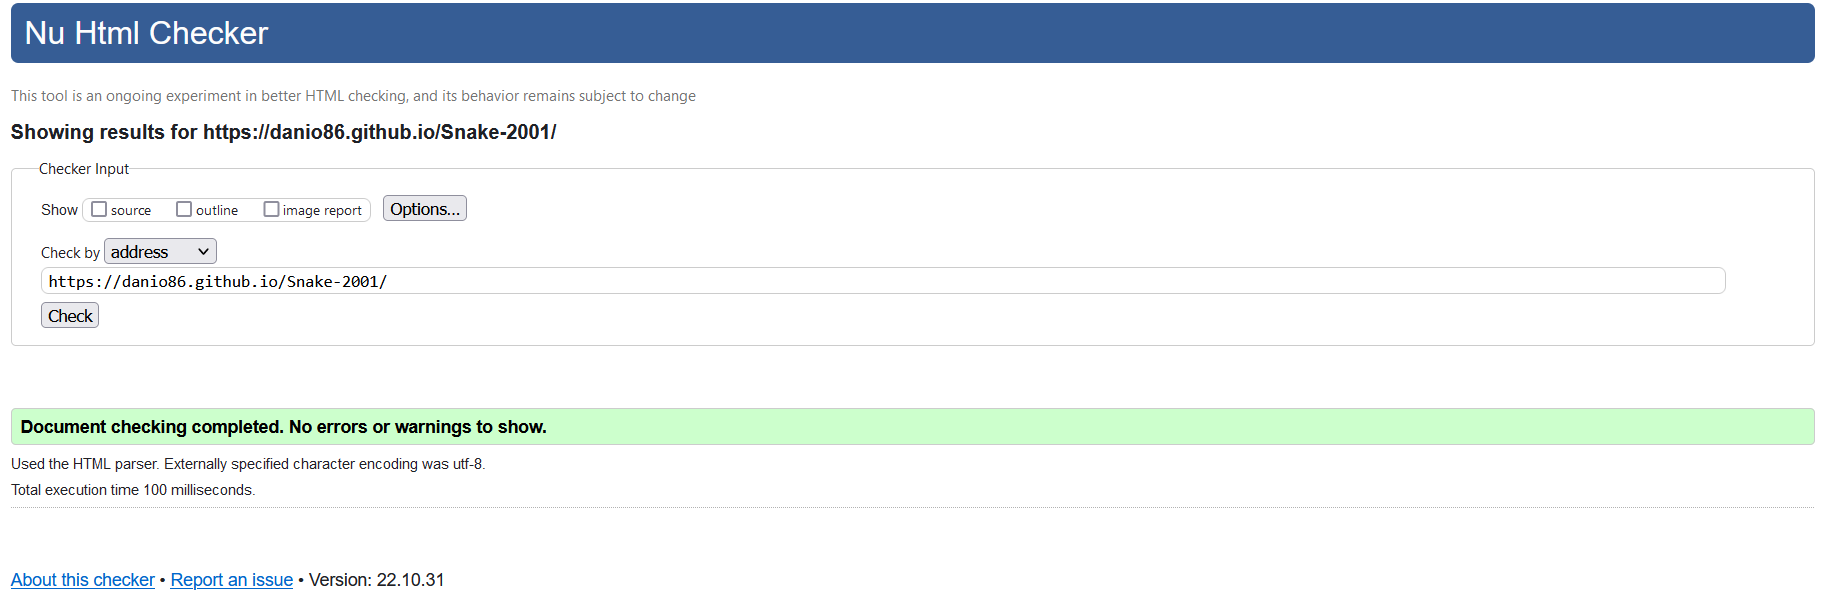 Nu Html Checker
This tool is an ongoing experiment in better HTML checking, and its behavior remains subject to change
Showing results for https://danio86.github.io/Snake-2001/
Checker Input
Show source outline image report Options...
Check by address
https://danio86.github.io/Snake-2001/
Check
Document checking completed. No errors or warnings to show.
Used the HTML parser. Externally specified character encoding was utf-8.
Total execution time 100 milliseconds.
About this checker • Report an issue • Version: 22.10.31